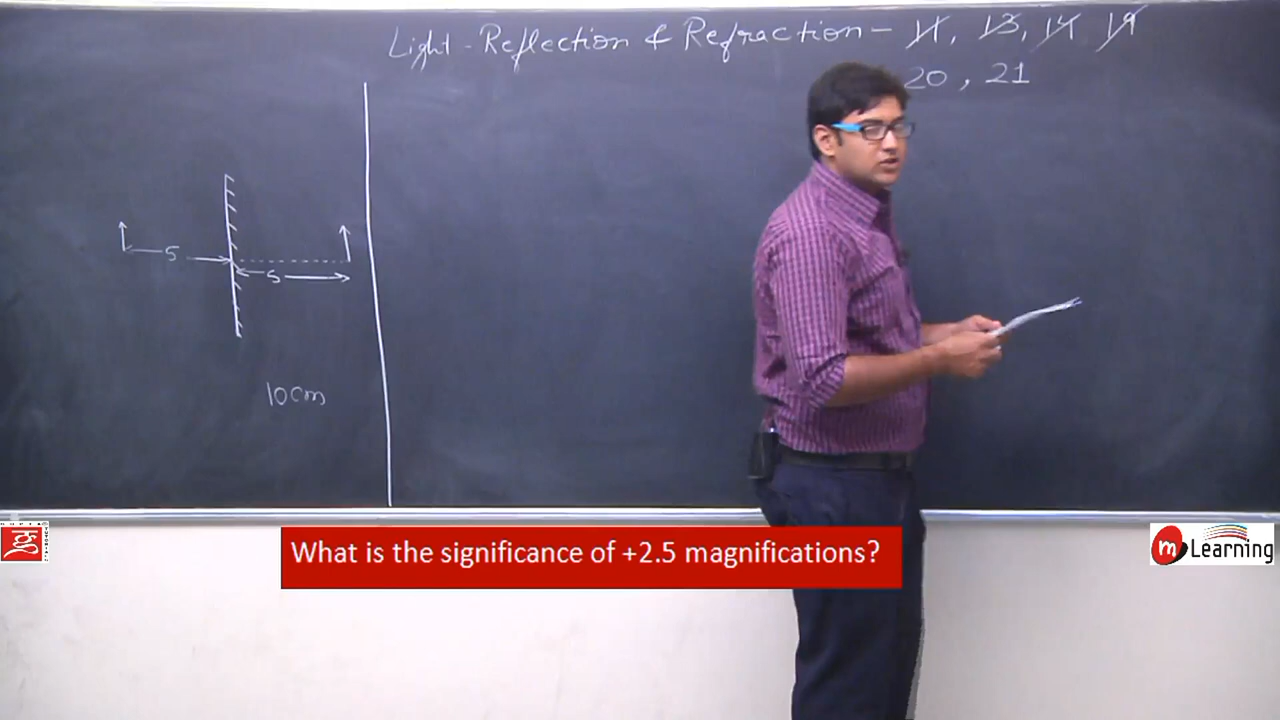 Light - Reflection & Refraction - 11, 13, 14 19
20, 21
5
5
10cm
What is the significance of +2.5 magnifications?
m Learning